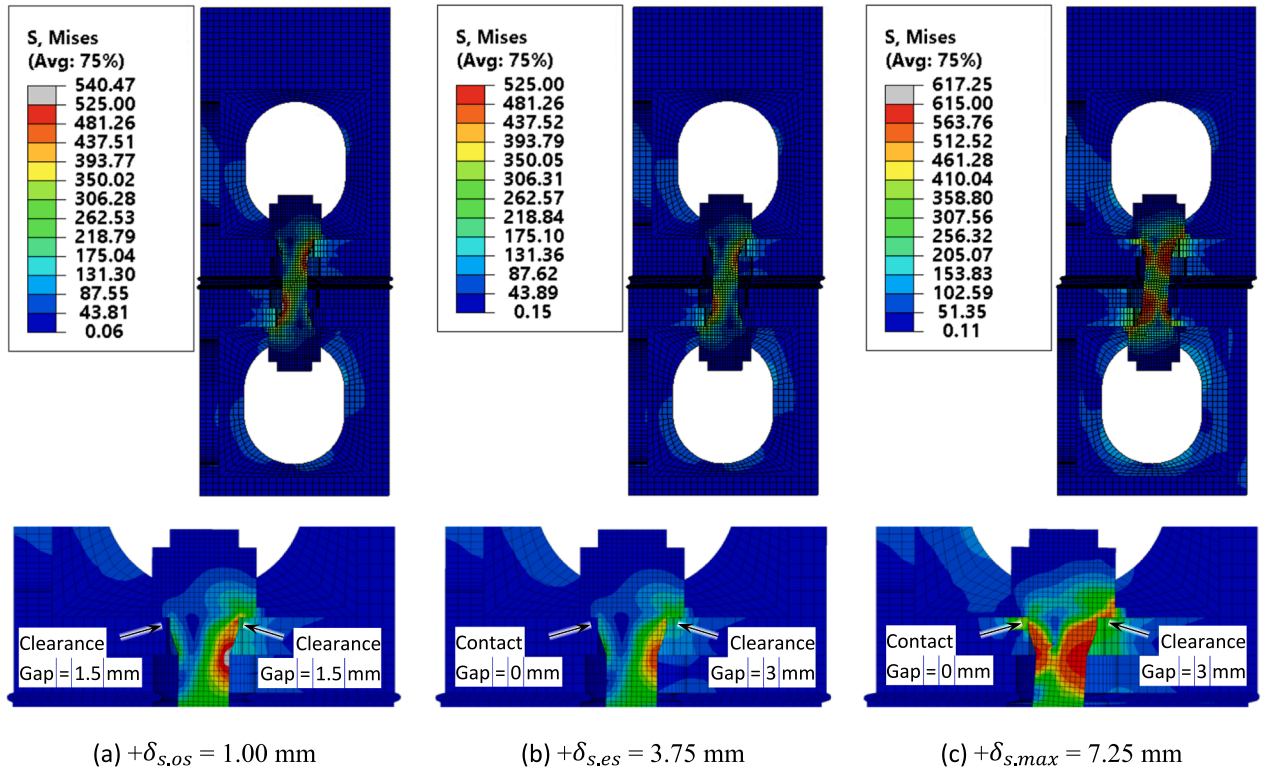 S, Mises
(Avg: 75%)
540.47
525.00
481.26
437.51
393.77
350.02
306.28
262.53
218.79
175.04
131.30
87.55
43.81
0.06
S, Mises
(Avg: 75%)
525.00
481.26
437.52
393.79
350.05
306.31
262.57
218.84
175.10
131.36
87.62
43.89
0.15
S, Mises
(Avg: 75%)
617.25
615.00
563.76
512.52
461.28
410.04
358.80
307.56
256.32
205.07
153.83
102.59
51.35
0.11
Clearance
Gap = 1.5 mm
Clearance
Gap = 1.5 mm
Contact
Gap = 0 mm
Clearance
Gap = 3 mm
Contact
Gap = 0 mm
Clearance
Gap = 3 mm
(a) +δs,os = 1.00 mm
(b) +δs,es = 3.75 mm
(c) +δs,max = 7.25 mm